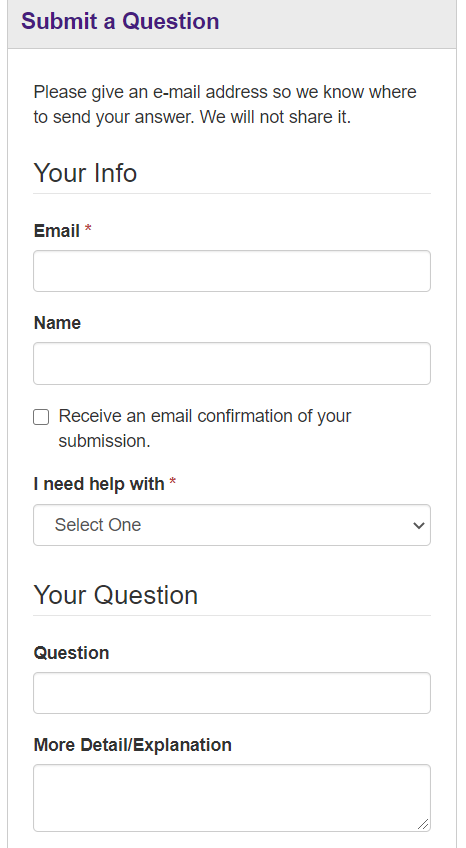 Submit a Question
Please give an e-mail address so we know where
to send your answer. We will not share it.
Your Info
Email *
Name
Receive an email confirmation of your
submission.
I need help with *
Select One
Your Question
Question
More Detail/Explanation